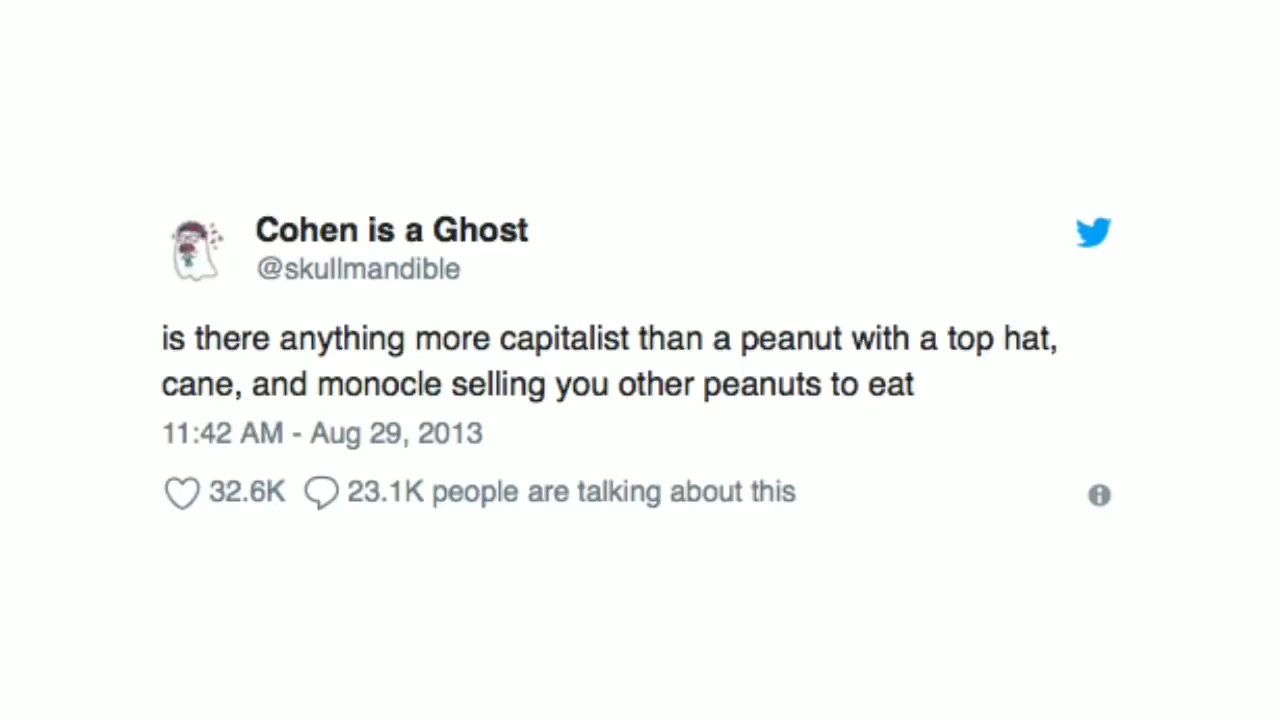 Cohen is a Ghost
@skullmandible
is there anything more capitalist than a peanut with a top hat,
cane, and monocle selling you other peanuts to eat
11:42 AM - Aug 29, 2013
32.6K 23.1K people are talking about this